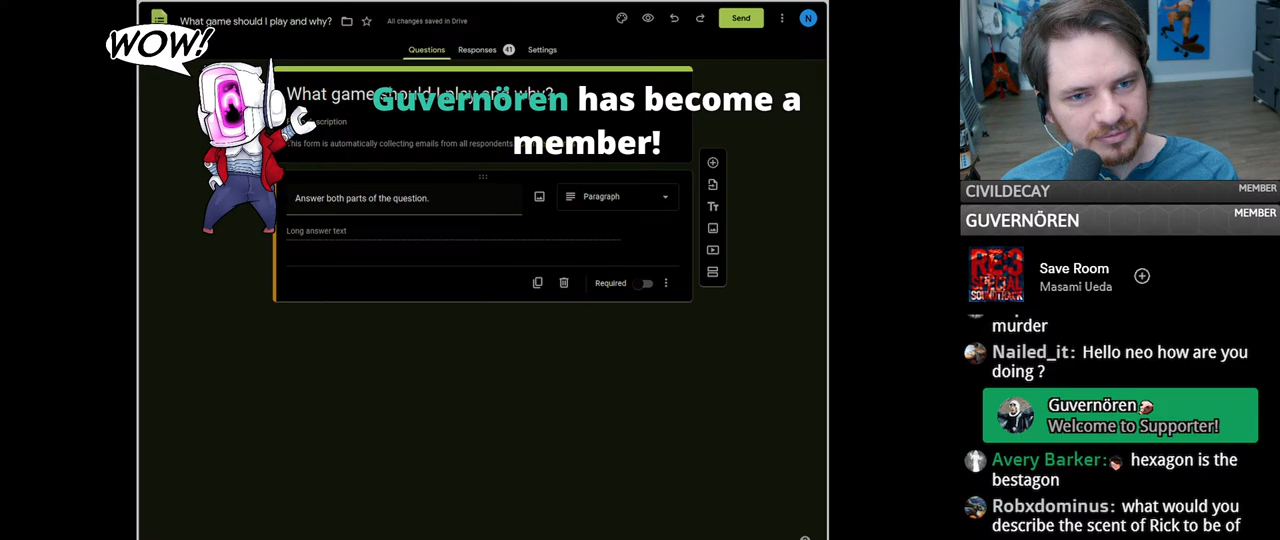 What game should I play and why?
All changes saved in Drive
Send
N
WOW!
Questions
Responses
41
Settings
What game should I play and why?
Guvernören has become a
member!
This form is automatically collecting emails from all respondents.
Answer both parts of the question.
Paragraph
Long answer text
Required
CIVILDECAY
MEMBER
GUVERNÖREN
MEMBER
RE:3
SPECIAL
SOUNDTRACK
Save Room
Masami Ueda
murder
Nailed_it: Hello neo how are you
doing ?
Guvernören
Welcome to Supporter!
Avery Barker: hexagon is the
bestagon
Robxdominus: what would you
describe the scent of Rick to be of